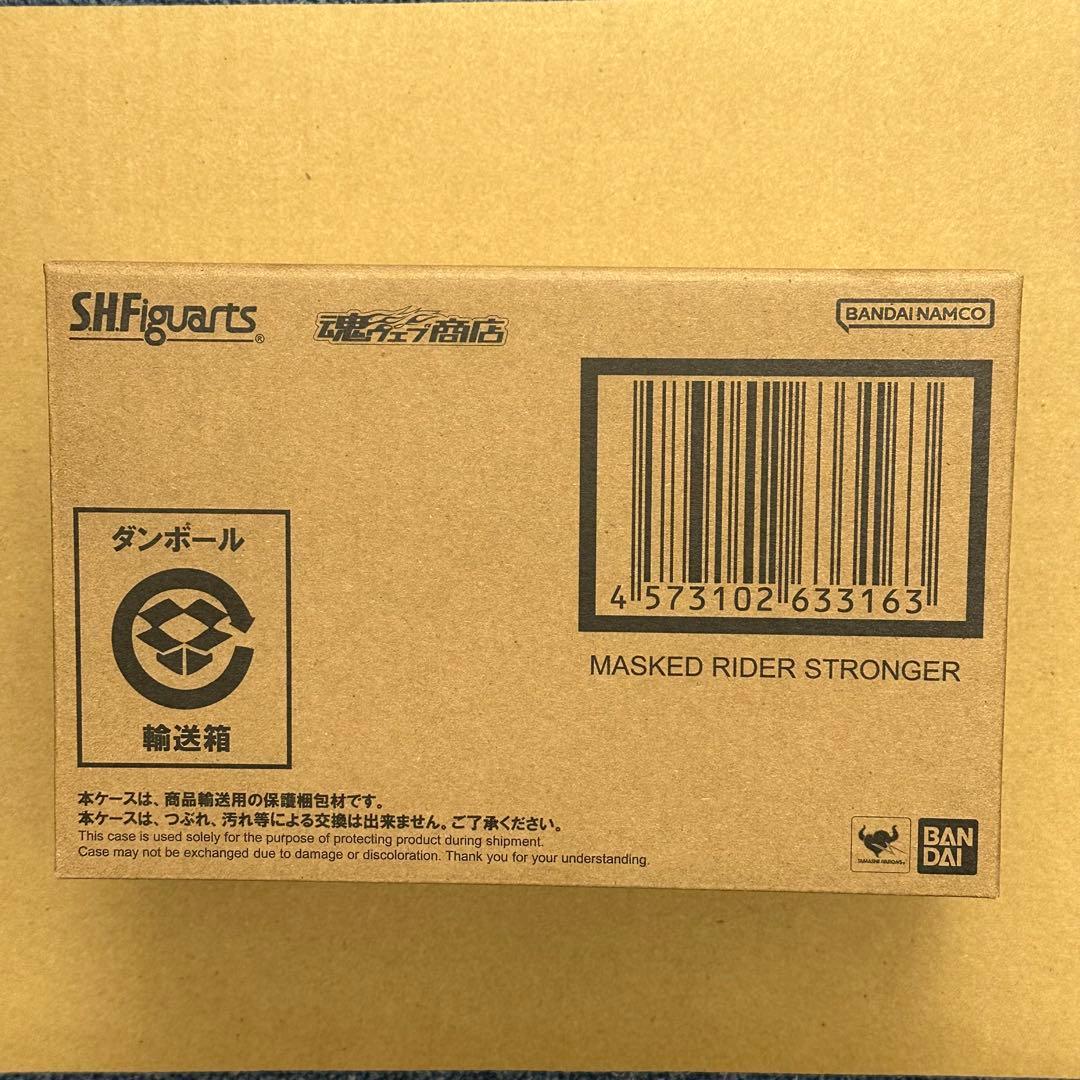 S.H.Figuarts®
魂ウェブ商店
BANDAI NAMCO
4 573102 633163
MASKED RIDER STRONGER
ダンボール
輸送箱
本ケースは、商品輸送用の保護梱包材です。
本ケースは、つぶれ、汚れ等による交換は出来ません。ご了承ください。
This case is used solely for the purpose of protecting product during shipment.
Case may not be exchanged due to damage or discoloration. Thank you for your understanding.
TAMASHII NATIONS
BAN
DAI